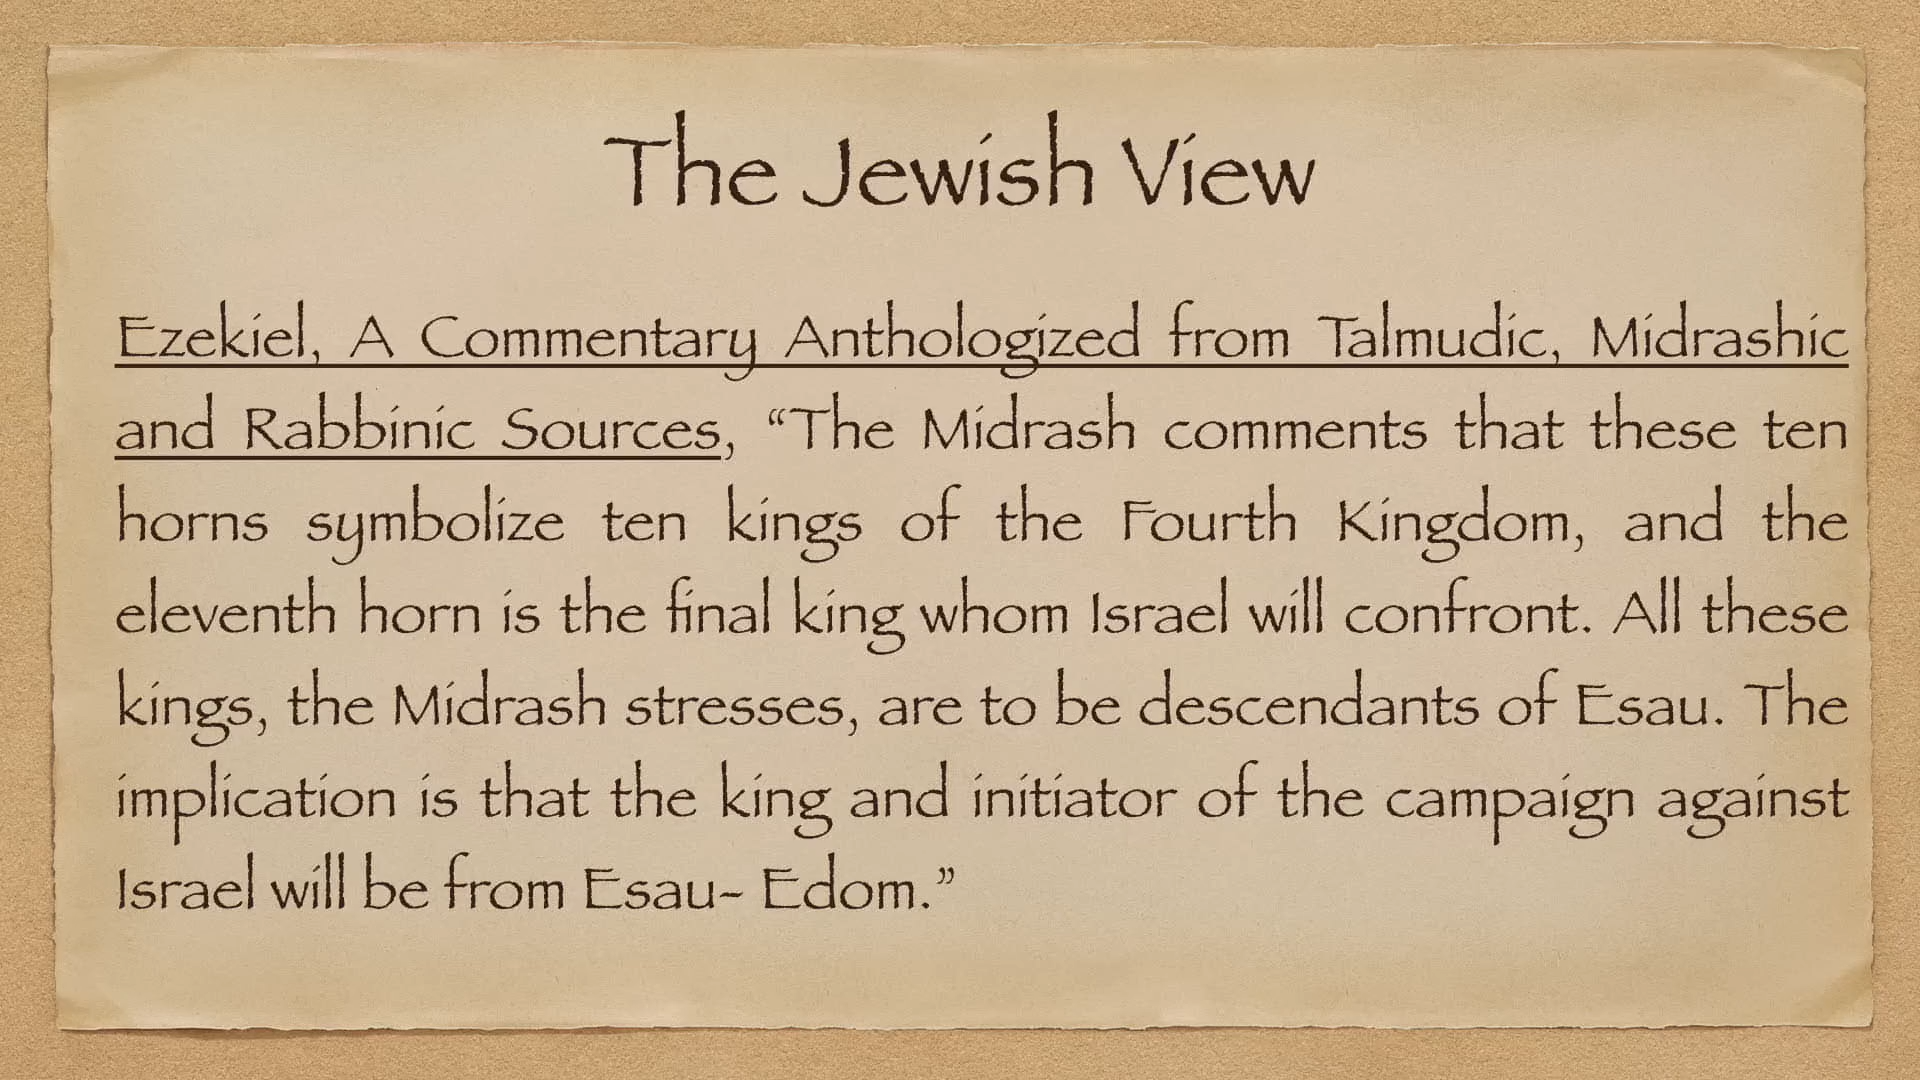 The Jewish View
Ezekiel, A Commentary Anthologized from Talmudic, Midrashic
and Rabbinic Sources, “The Midrash comments that these ten
horns symbolize ten kings of the Fourth Kingdom, and the
eleventh horn is the final king whom Israel will confront. All these
kings, the Midrash stresses, are to be descendants of Esau. The
implication is that the king and initiator of the campaign against
Israel will be from Esau- Edom.”